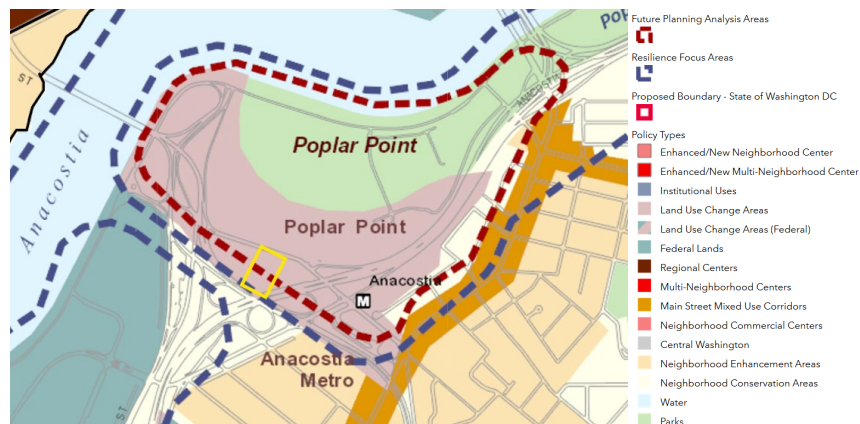 Pop
ST
ANACOSTIA
Anacostia
Poplar Point
Poplar Point
Anacostia
M
Anacostia
Metro
ST
Future Planning Analysis Areas
Resilience Focus Areas
Proposed Boundary - State of Washington DC
Policy Types
Enhanced/New Neighborhood Center
Enhanced/New Multi-Neighborhood Center
Institutional Uses
Land Use Change Areas
Land Use Change Areas (Federal)
Federal Lands
Regional Centers
Multi-Neighborhood Centers
Main Street Mixed Use Corridors
Neighborhood Commercial Centers
Central Washington
Neighborhood Enhancement Areas
Neighborhood Conservation Areas
Water
Parks